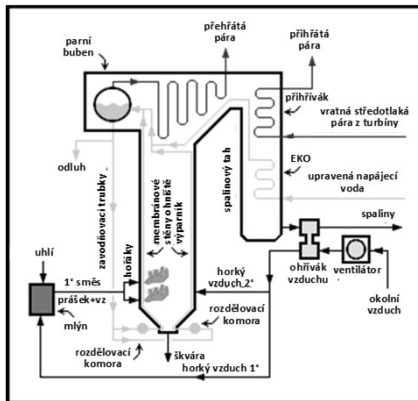 parní
buben
přehřátá
pára
přihřátá
pára
přihřívák
vratná středotlaká
pára z turbíny
EKO
upravená napájecí
voda
odluh
zavodňovací trubky
membránové
stěny ohniště
výparník
spalinový tah
hořáky
spaliny
ohřívák
vzduchu
ventilátor
okolní
vzduch
uhlí
1° směs
prášek+vz
mlýn
horký
vzduch 2°
rozdělovací
komora
rozdělovací
komora
škvára
horký vzduch 1°